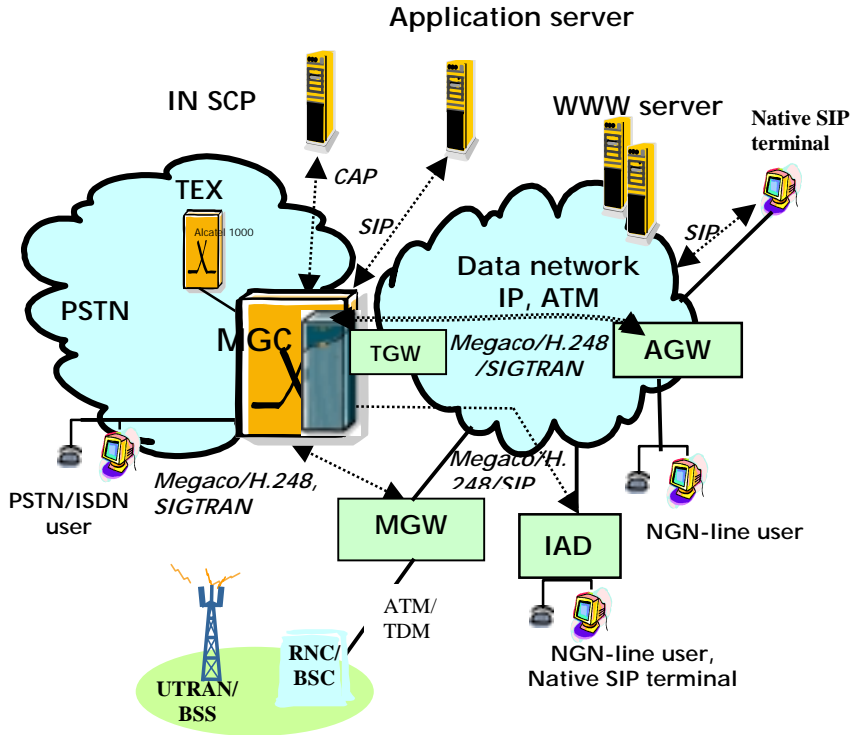 Application server
IN SCP
WWW server
Native SIP
terminal
CAP
TEX
SIP
SIP
Alcatel 1000
Data network
IP, ATM
PSTN
MGC
TGW
Megaco/H.248
/SIGTRAN
AGW
Megaco/H.248,
SIGTRAN
Megaco/H.
248/SIP
PSTN/ISDN
user
MGW
IAD
NGN-line user
ATM/
TDM
RNC/
BSC
UTRAN/
BSS
NGN-line user,
Native SIP terminal